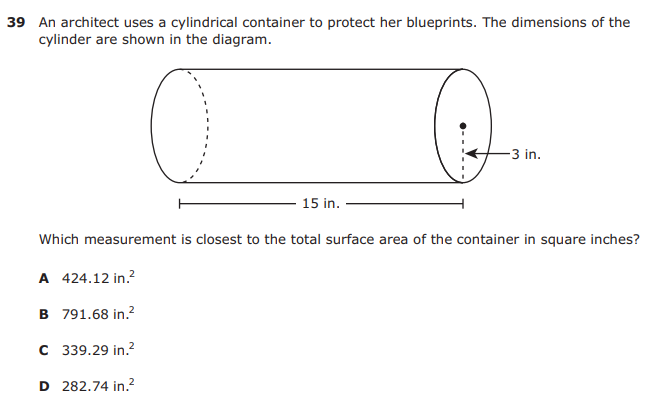 39 An architect uses a cylindrical container to protect her blueprints. The dimensions of the
cylinder are shown in the diagram.
3 in.
15 in.
Which measurement is closest to the total surface area of the container in square inches?
A 424.12 in.²
B 791.68 in.²
C 339.29 in.²
D 282.74 in.²